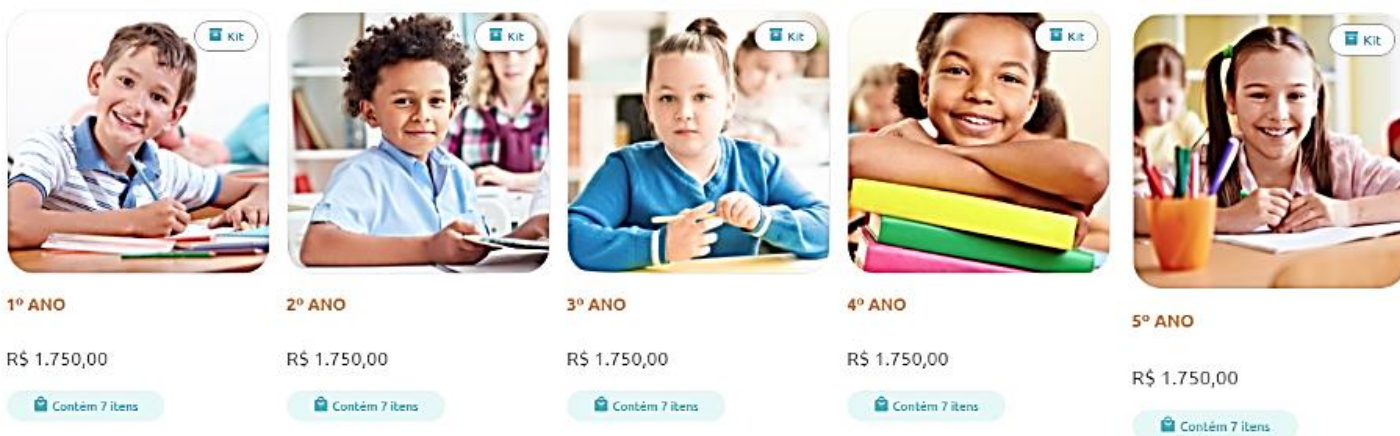 Kit
1º ANO
R$ 1.750,00
Contém 7 itens
Kit
2º ANO
R$ 1.750,00
Contém 7 itens
Kit
3º ANO
R$ 1.750,00
Contém 7 itens
Kit
4º ANO
R$ 1.750,00
Contém 7 itens
Kit
5º ANO
R$ 1.750,00
Contém 7 itens